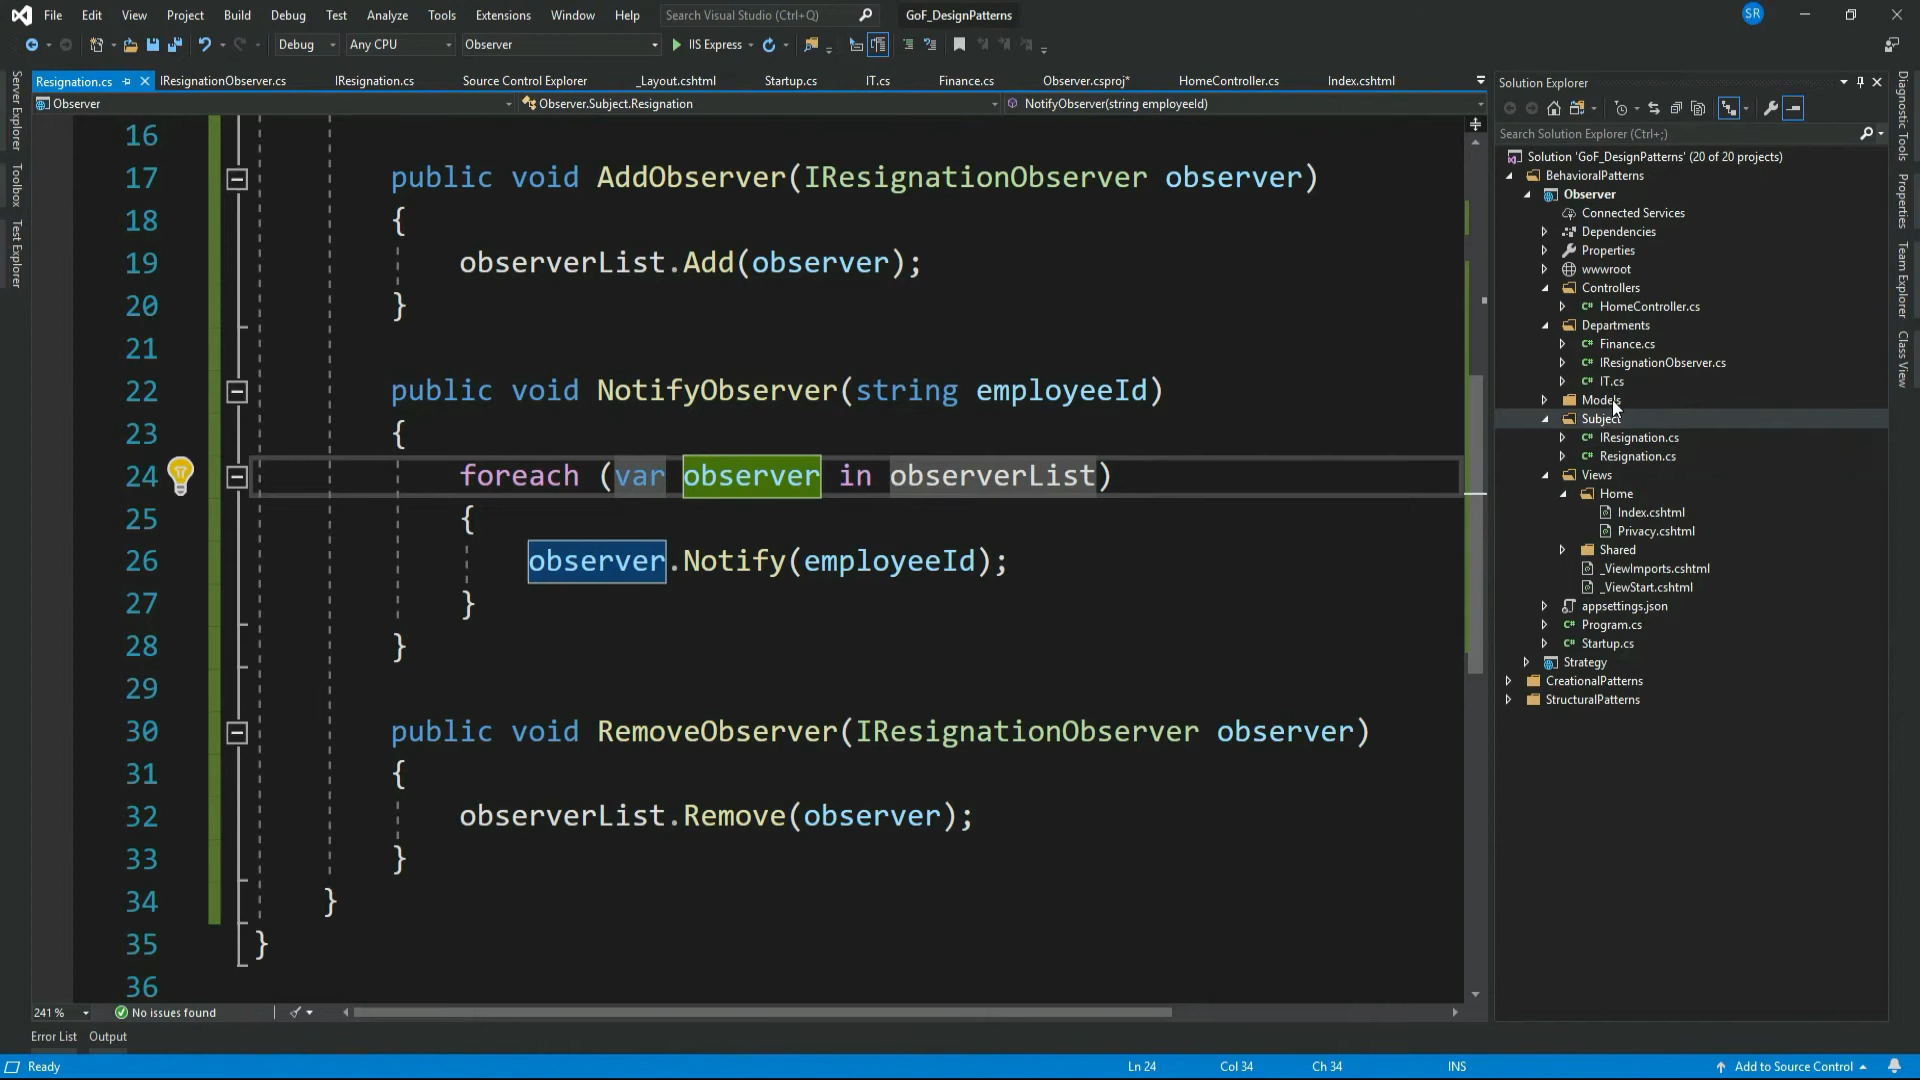 File Edit View Project Build Debug Test Analyze Tools Extensions Window Help Search Visual Studio (Ctrl+Q) GoF_DesignPatterns SR
Debug Any CPU Observer IIS Express
Resignation.cs IResignationObserver.cs IResignation.cs Source Control Explorer _Layout.cshtml Startup.cs IT.cs Finance.cs Observer.csproj* HomeController.cs Index.cshtml
Observer Observer.Subject.Resignation NotifyObserver(string employeeId)
Server Explorer
Toolbox
Test Explorer
16
17 public void AddObserver(IResignationObserver observer)
18 {
19 observerList.Add(observer);
20 }
21
22 public void NotifyObserver(string employeeId)
23 {
24 foreach (var observer in observerList)
25 {
26 observer.Notify(employeeId);
27 }
28 }
29
30 public void RemoveObserver(IResignationObserver observer)
31 {
32 observerList.Remove(observer);
33 }
34 }
35 }
36
241 % No issues found
Error List Output
Solution Explorer
Search Solution Explorer (Ctrl+;)
Solution 'GoF_DesignPatterns' (20 of 20 projects)
BehavioralPatterns
Observer
Connected Services
Dependencies
Properties
wwwroot
Controllers
C# HomeController.cs
Departments
C# Finance.cs
C# IResignationObserver.cs
C# IT.cs
Models
Subject
C# IResignation.cs
C# Resignation.cs
Views
Home
Index.cshtml
Privacy.cshtml
Shared
_ViewImports.cshtml
_ViewStart.cshtml
appsettings.json
C# Program.cs
C# Startup.cs
Strategy
CreationalPatterns
StructuralPatterns
Diagnostic Tools
Properties
Team Explorer
Class View
Ready Ln 24 Col 34 Ch 34 INS Add to Source Control